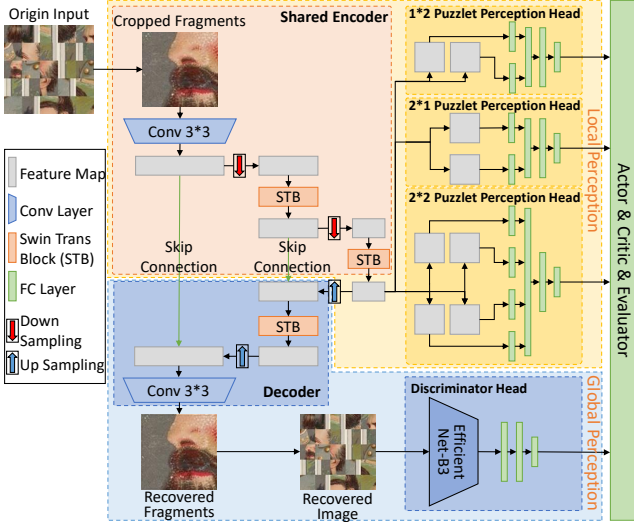 Origin Input
Cropped Fragments
Shared Encoder
Conv 3*3
STB
STB
Skip
Connection
Skip
Connection
STB
Conv 3*3
Decoder
Recovered
Fragments
Recovered
Image
Feature Map
Conv Layer
Swin Trans
Block (STB)
FC Layer
Down
Sampling
Up Sampling
1*2 Puzzlet Perception Head
2*1 Puzzlet Perception Head
2*2 Puzzlet Perception Head
Local Perception
Discriminator Head
Efficient
Net-B3
Global Perception
Actor & Critic & Evaluator